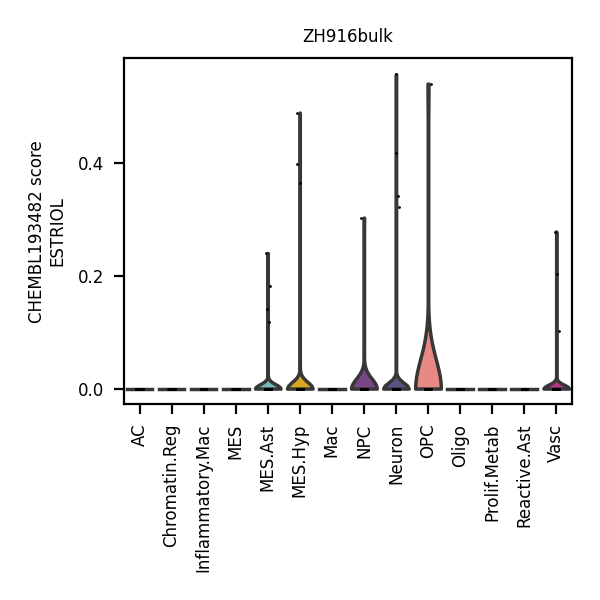 ZH916bulk
CHEMBL193482 score
ESTRIOL
0.4
0.2
0.0
AC
Chromatin.Reg
Inflammatory.Mac
MES
MES.Ast
MES.Hyp
Mac
NPC
Neuron
OPC
Oligo
Prolif.Metab
Reactive.Ast
Vasc